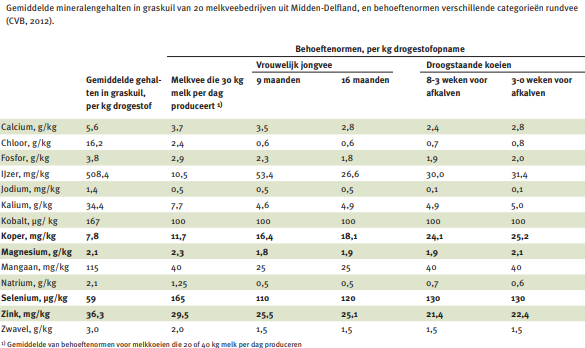 Gemiddelde mineralengehalten in graskuil van 20 melkveebedrijven uit Midden-Delfland, en behoeftenormen verschillende categorieën rundvee
(CVB, 2012).
Behoeftenormen, per kg drogestofopname
Gemiddelde gehal- Melkvee die 30 kg Vrouwelijk jongvee Droogstaande koeien
ten in graskuil, melk per dag 9 maanden 16 maanden 8-3 weken voor 3-0 weken voor
per kg drogestof produceert 1) afkalven afkalven
Calcium, g/kg 5,6 3,7 3,5 2,8 2,4 2,8
Chloor, g/kg 16,2 2,4 0,6 0,6 0,7 0,8
Fosfor, g/kg 3,8 2,9 2,3 1,8 1,9 2,0
IJzer, mg/kg 508,4 10,5 53,4 26,6 30,0 31,4
Jodium, mg/kg 1,4 0,5 0,5 0,5 0,1 0,1
Kalium, g/kg 34,4 7,7 4,6 4,9 4,9 5,0
Kobalt, µg/ kg 167 100 100 100 100 100
Koper, mg/kg 7,8 11,7 16,4 18,1 24,1 25,2
Magnesium, g/kg 2,1 2,3 1,8 1,9 1,9 2,1
Mangaan, mg/kg 115 40 25 25 40 40
Natrium, g/kg 2,1 1,25 0,5 0,5 0,7 0,6
Selenium, µg/kg 59 165 110 120 130 130
Zink, mg/kg 36,3 29,5 25,5 25,1 21,4 22,4
Zwavel, g/kg 3,0 2,0 1,5 1,5 1,5 1,5
1) Gemiddelde van behoeftenormen voor melkkoeien die 20 of 40 kg melk per dag produceren